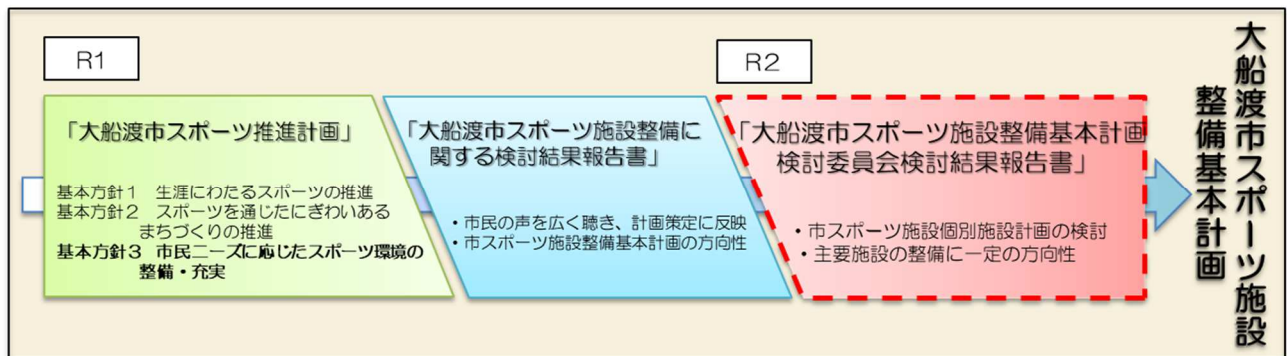 R1
「大船渡市スポーツ推進計画」
基本方針1　生涯にわたるスポーツの推進
基本方針2　スポーツを通じたにぎわいある
まちづくりの推進
基本方針3　市民ニーズに応じたスポーツ環境の
整備・充実
「大船渡市スポーツ施設整備に
関する検討結果報告書」
・市民の声を広く聴き、計画策定に反映
・市スポーツ施設整備基本計画の方向性
R2
「大船渡市スポーツ施設整備基本計画
検討委員会検討結果報告書」
・市スポーツ施設個別施設計画の検討
・主要施設の整備に一定の方向性
大船渡市スポーツ施設
整備基本計画